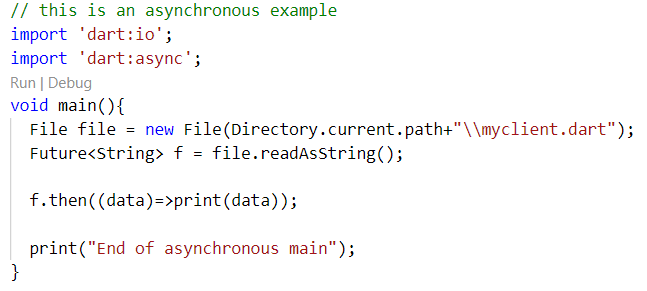 // this is an asynchronous example
import 'dart:io';
import 'dart:async';
Run | Debug
void main(){
File file = new File(Directory.current.path+"\\myclient.dart");
Future<String> f = file.readAsString();
f.then((data)=>print(data));
print("End of asynchronous main");
}